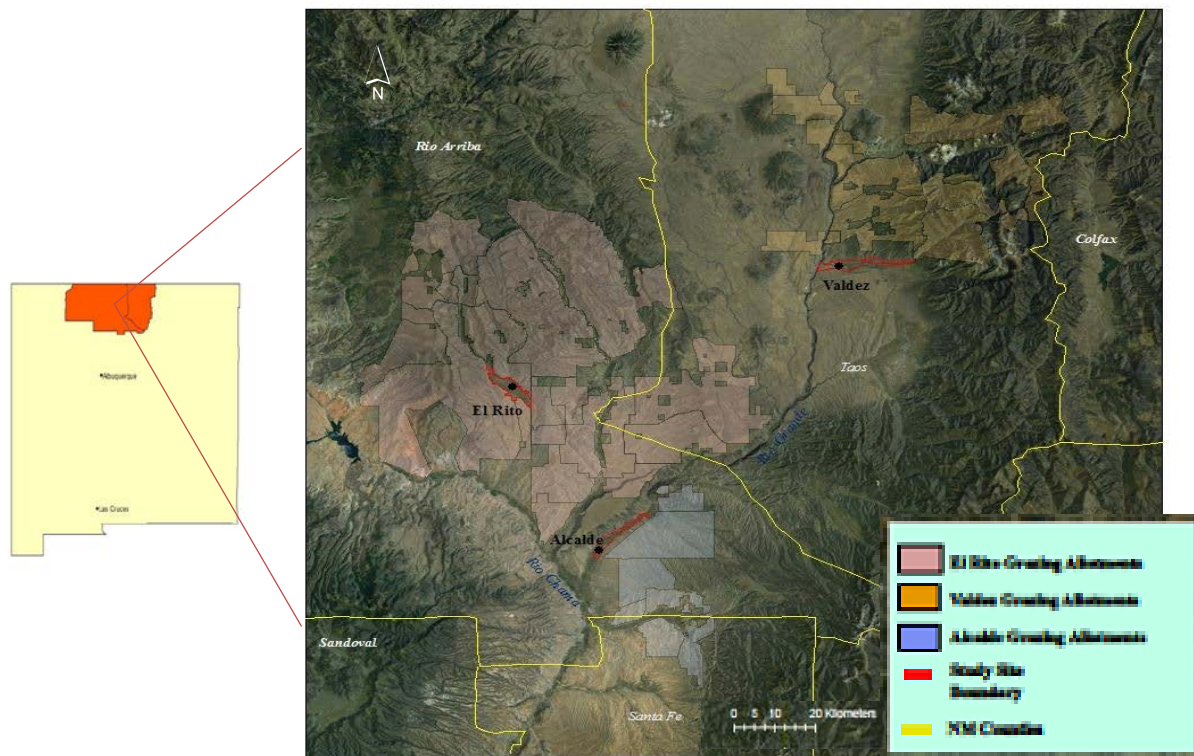 N
Rio Arriba
Colfax
Valdez
Taos
El Rito
Rio Grande
Alcalde
Rio Chama
Sandoval
Santa Fe
0 5 10 20 Kilometers
Albuquerque
Las Cruces
El Rito Grazing Allotments
Valdez Grazing Allotments
Alcalde Grazing Allotments
Study Site
Boundary
NM Counties